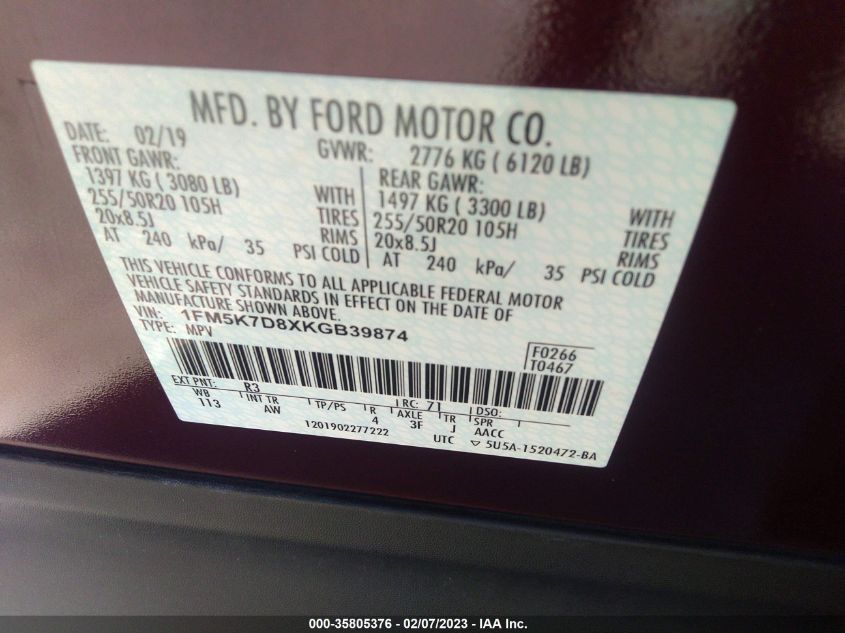 MFD. BY FORD MOTOR CO.
DATE: 02/19 GVWR: 2776 KG ( 6120 LB)
FRONT GAWR: REAR GAWR:
1397 KG ( 3080 LB) WITH 1497 KG ( 3300 LB) WITH
255/50R20 105H TIRES 255/50R20 105H TIRES
20x8.5J RIMS 20x8.5J RIMS
AT 240 kPa/ 35 PSI COLD AT 240 kPa/ 35 PSI COLD
THIS VEHICLE CONFORMS TO ALL APPLICABLE FEDERAL MOTOR
VEHICLE SAFETY STANDARDS IN EFFECT ON THE DATE OF
MANUFACTURE SHOWN ABOVE.
VIN: 1FM5K7D8XKGB39874
TYPE: MPV
F0266
T0467
EXT PNT: R3 RC: 71 DSO:
WB INT TR TP/PS R AXLE TR SPR
113 AW 4 3F J AACC
1201902277222 UTC ▽ 5U5A-1520472-BA
000-35805376 - 02/07/2023 - IAA Inc.